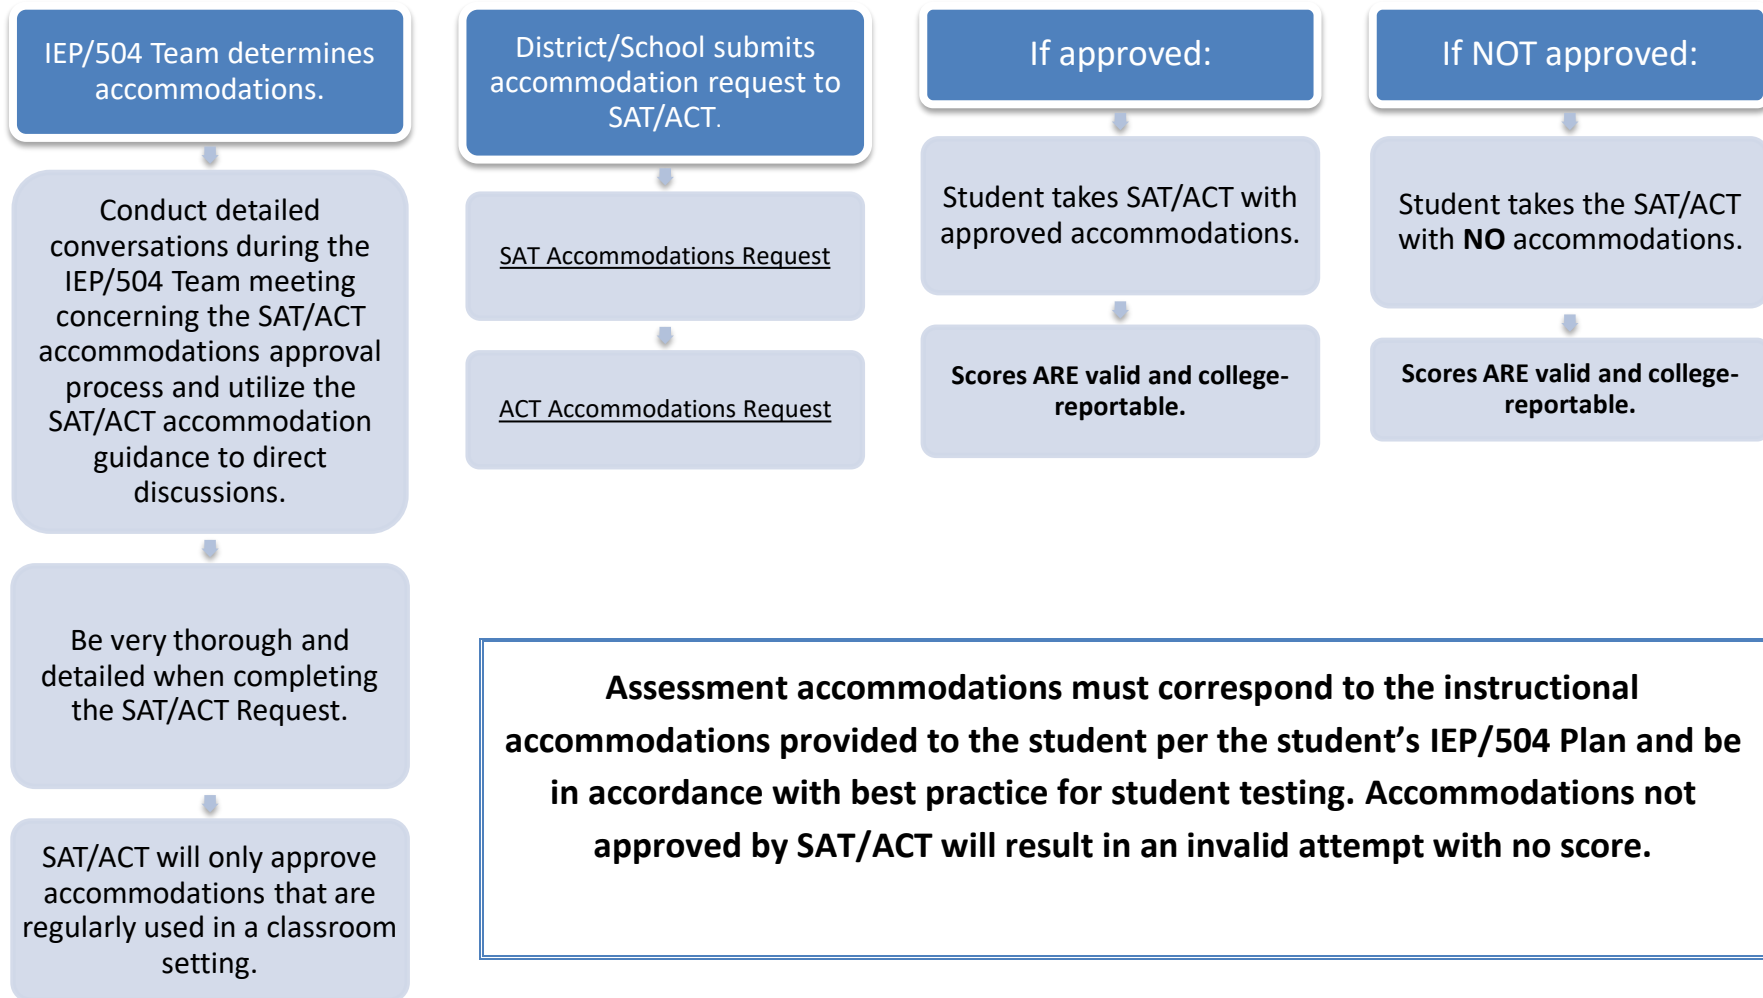 IEP/504 Team determines
accommodations.
Conduct detailed
conversations during the
IEP/504 Team meeting
concerning the SAT/ACT
accommodations approval
process and utilize the
SAT/ACT accommodation
guidance to direct
discussions.
Be very thorough and
detailed when completing
the SAT/ACT Request.
SAT/ACT will only approve
accommodations that are
regularly used in a classroom
setting.
District/School submits
accommodation request to
SAT/ACT.
SAT Accommodations Request
ACT Accommodations Request
If approved:
Student takes SAT/ACT with
approved accommodations.
Scores ARE valid and college-
reportable.
If NOT approved:
Student takes the SAT/ACT
with NO accommodations.
Scores ARE valid and college-
reportable.
Assessment accommodations must correspond to the instructional
accommodations provided to the student per the student’s IEP/504 Plan and be
in accordance with best practice for student testing. Accommodations not
approved by SAT/ACT will result in an invalid attempt with no score.